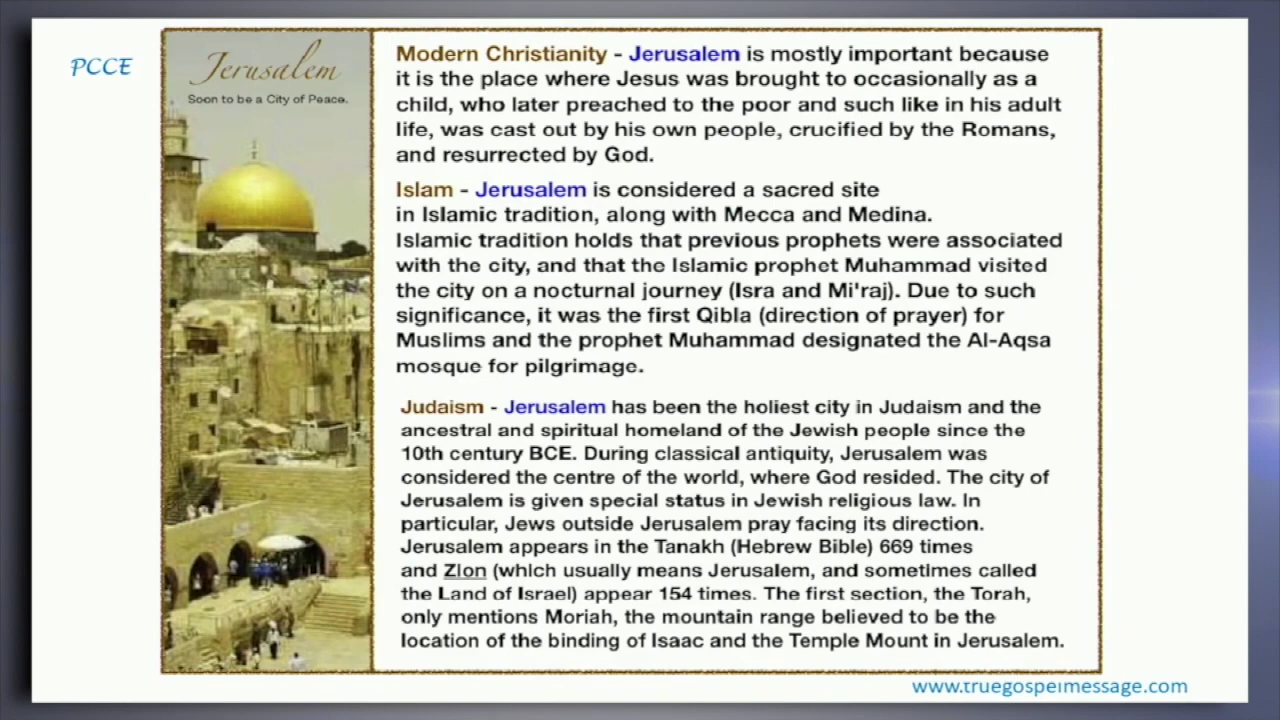 PCCE
Jerusalem
Soon to be a City of Peace.
Modern Christianity - Jerusalem is mostly important because
it is the place where Jesus was brought to occasionally as a
child, who later preached to the poor and such like in his adult
life, was cast out by his own people, crucified by the Romans,
and resurrected by God.
Islam - Jerusalem is considered a sacred site
in Islamic tradition, along with Mecca and Medina.
Islamic tradition holds that previous prophets were associated
with the city, and that the Islamic prophet Muhammad visited
the city on a nocturnal journey (Isra and Mi'raj). Due to such
significance, it was the first Qibla (direction of prayer) for
Muslims and the prophet Muhammad designated the Al-Aqsa
mosque for pilgrimage.
Judaism - Jerusalem has been the holiest city in Judaism and the
ancestral and spiritual homeland of the Jewish people since the
10th century BCE. During classical antiquity, Jerusalem was
considered the centre of the world, where God resided. The city of
Jerusalem is given special status in Jewish religious law. In
particular, Jews outside Jerusalem pray facing its direction.
Jerusalem appears in the Tanakh (Hebrew Bible) 669 times
and Zion (which usually means Jerusalem, and sometimes called
the Land of Israel) appear 154 times. The first section, the Torah,
only mentions Moriah, the mountain range believed to be the
location of the binding of Isaac and the Temple Mount in Jerusalem.
www.truegospelmessage.com